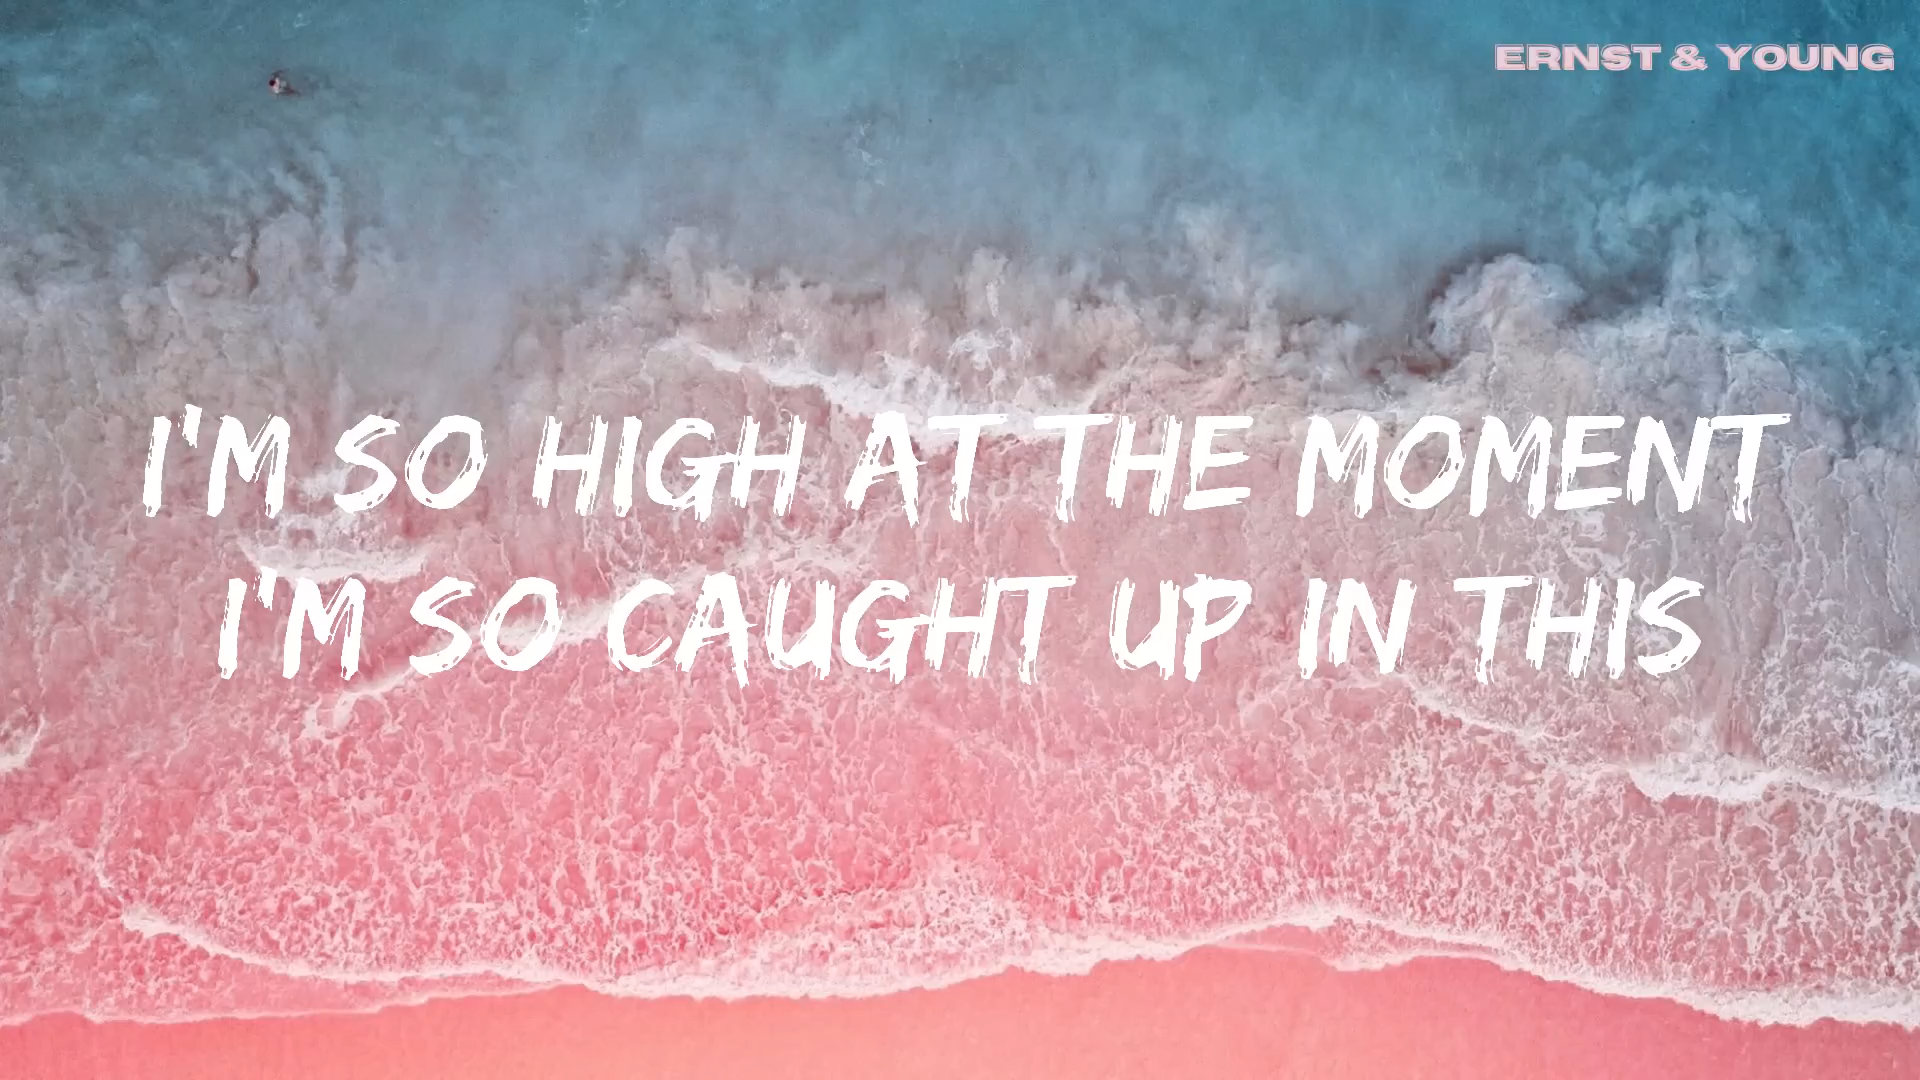 ERNST & YOUNG
I'M SO HIGH AT THE MOMENT
I'M SO CAUGHT UP IN THIS